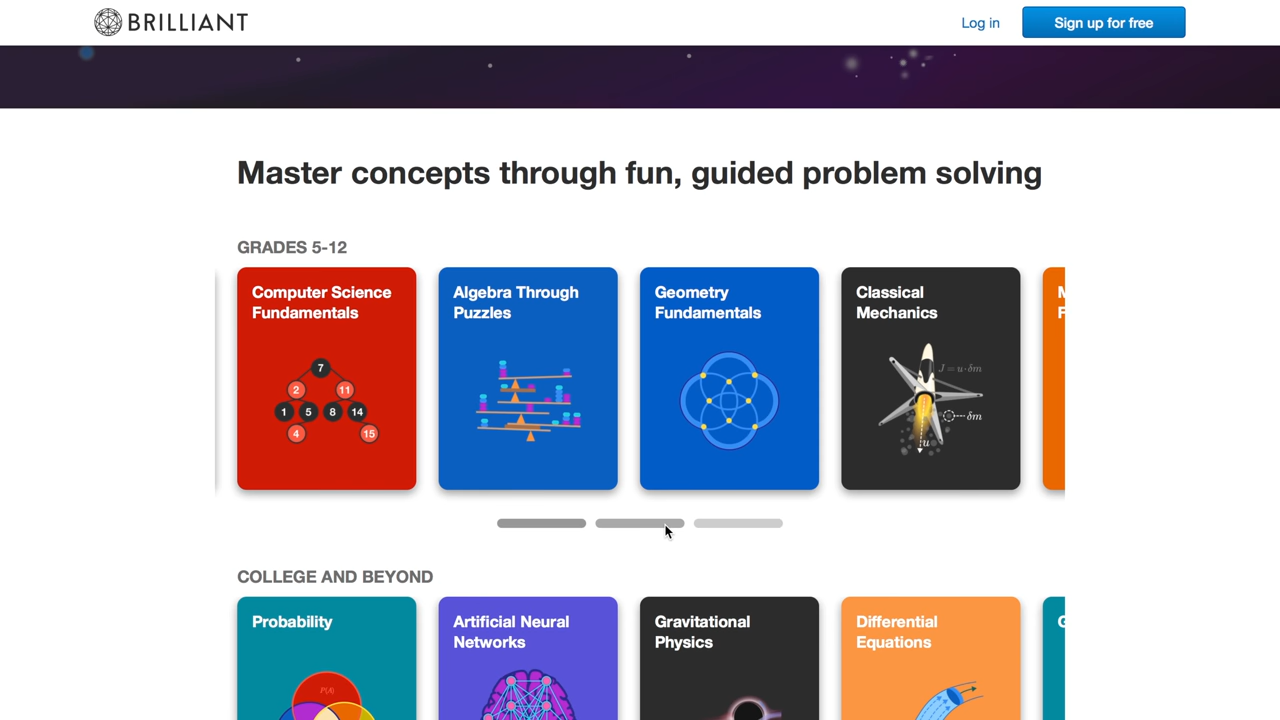 BRILLIANT
Log in
Sign up for free
Master concepts through fun, guided problem solving
GRADES 5-12
Computer Science
Fundamentals
7
2 11
1 5 8 14
4 15
Algebra Through
Puzzles
Geometry
Fundamentals
Classical
Mechanics
J = u · δm
δm
u
COLLEGE AND BEYOND
Probability
P(A)
Artificial Neural
Networks
Gravitational
Physics
Differential
Equations